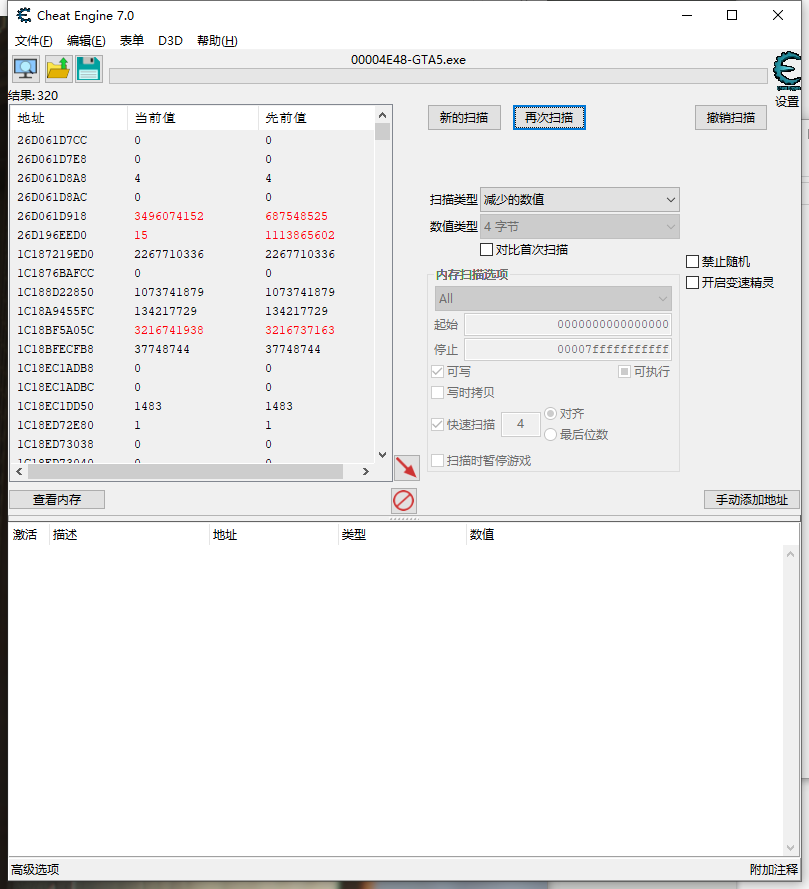 Cheat Engine 7.0
文件(F) 编辑(E) 表单 D3D 帮助(H)
00004E48-GTA5.exe
设置
结果: 320
地址 当前值 先前值
26D061D7CC 0 0
26D061D7E8 0 0
26D061D8A8 4 4
26D061D8AC 0 0
26D061D918 3496074152 687548525
26D196EED0 15 1113865602
1C187219ED0 2267710336 2267710336
1C1876BAFCC 0 0
1C188D22850 1073741879 1073741879
1C18A9455FC 134217729 134217729
1C18BF5A05C 3216741938 3216737163
1C18BFECFB8 37748744 37748744
1C18EC1ADB8 0 0
1C18EC1ADBC 0 0
1C18EC1DD50 1483 1483
1C18ED72E80 1 1
1C18ED73038 0 0
1C18ED73040 0 0
新的扫描 再次扫描 撤销扫描
扫描类型 减少的数值
数值类型 4 字节
对比首次扫描
内存扫描选项
All
起始 0000000000000000
停止 00007fffffffffff
可写 可执行
写时拷贝
快速扫描 4 对齐
最后位数
扫描时暂停游戏
禁止随机
开启变速精灵
查看内存 手动添加地址
激活 描述 地址 类型 数值
高级选项 附加注释